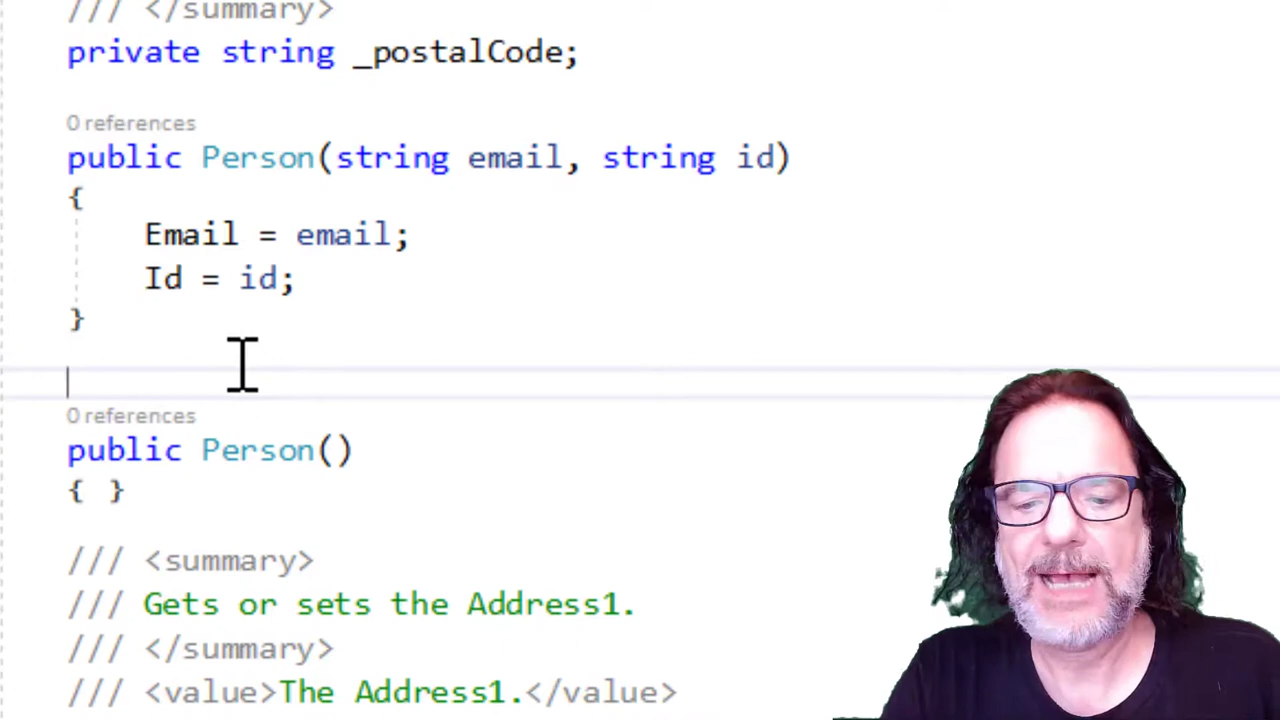 /// </summary>
private string _postalCode;
0 references
public Person(string email, string id)
{
Email = email;
Id = id;
}
0 references
public Person()
{ }
/// <summary>
/// Gets or sets the Address1.
/// </summary>
/// <value>The Address1.</value>